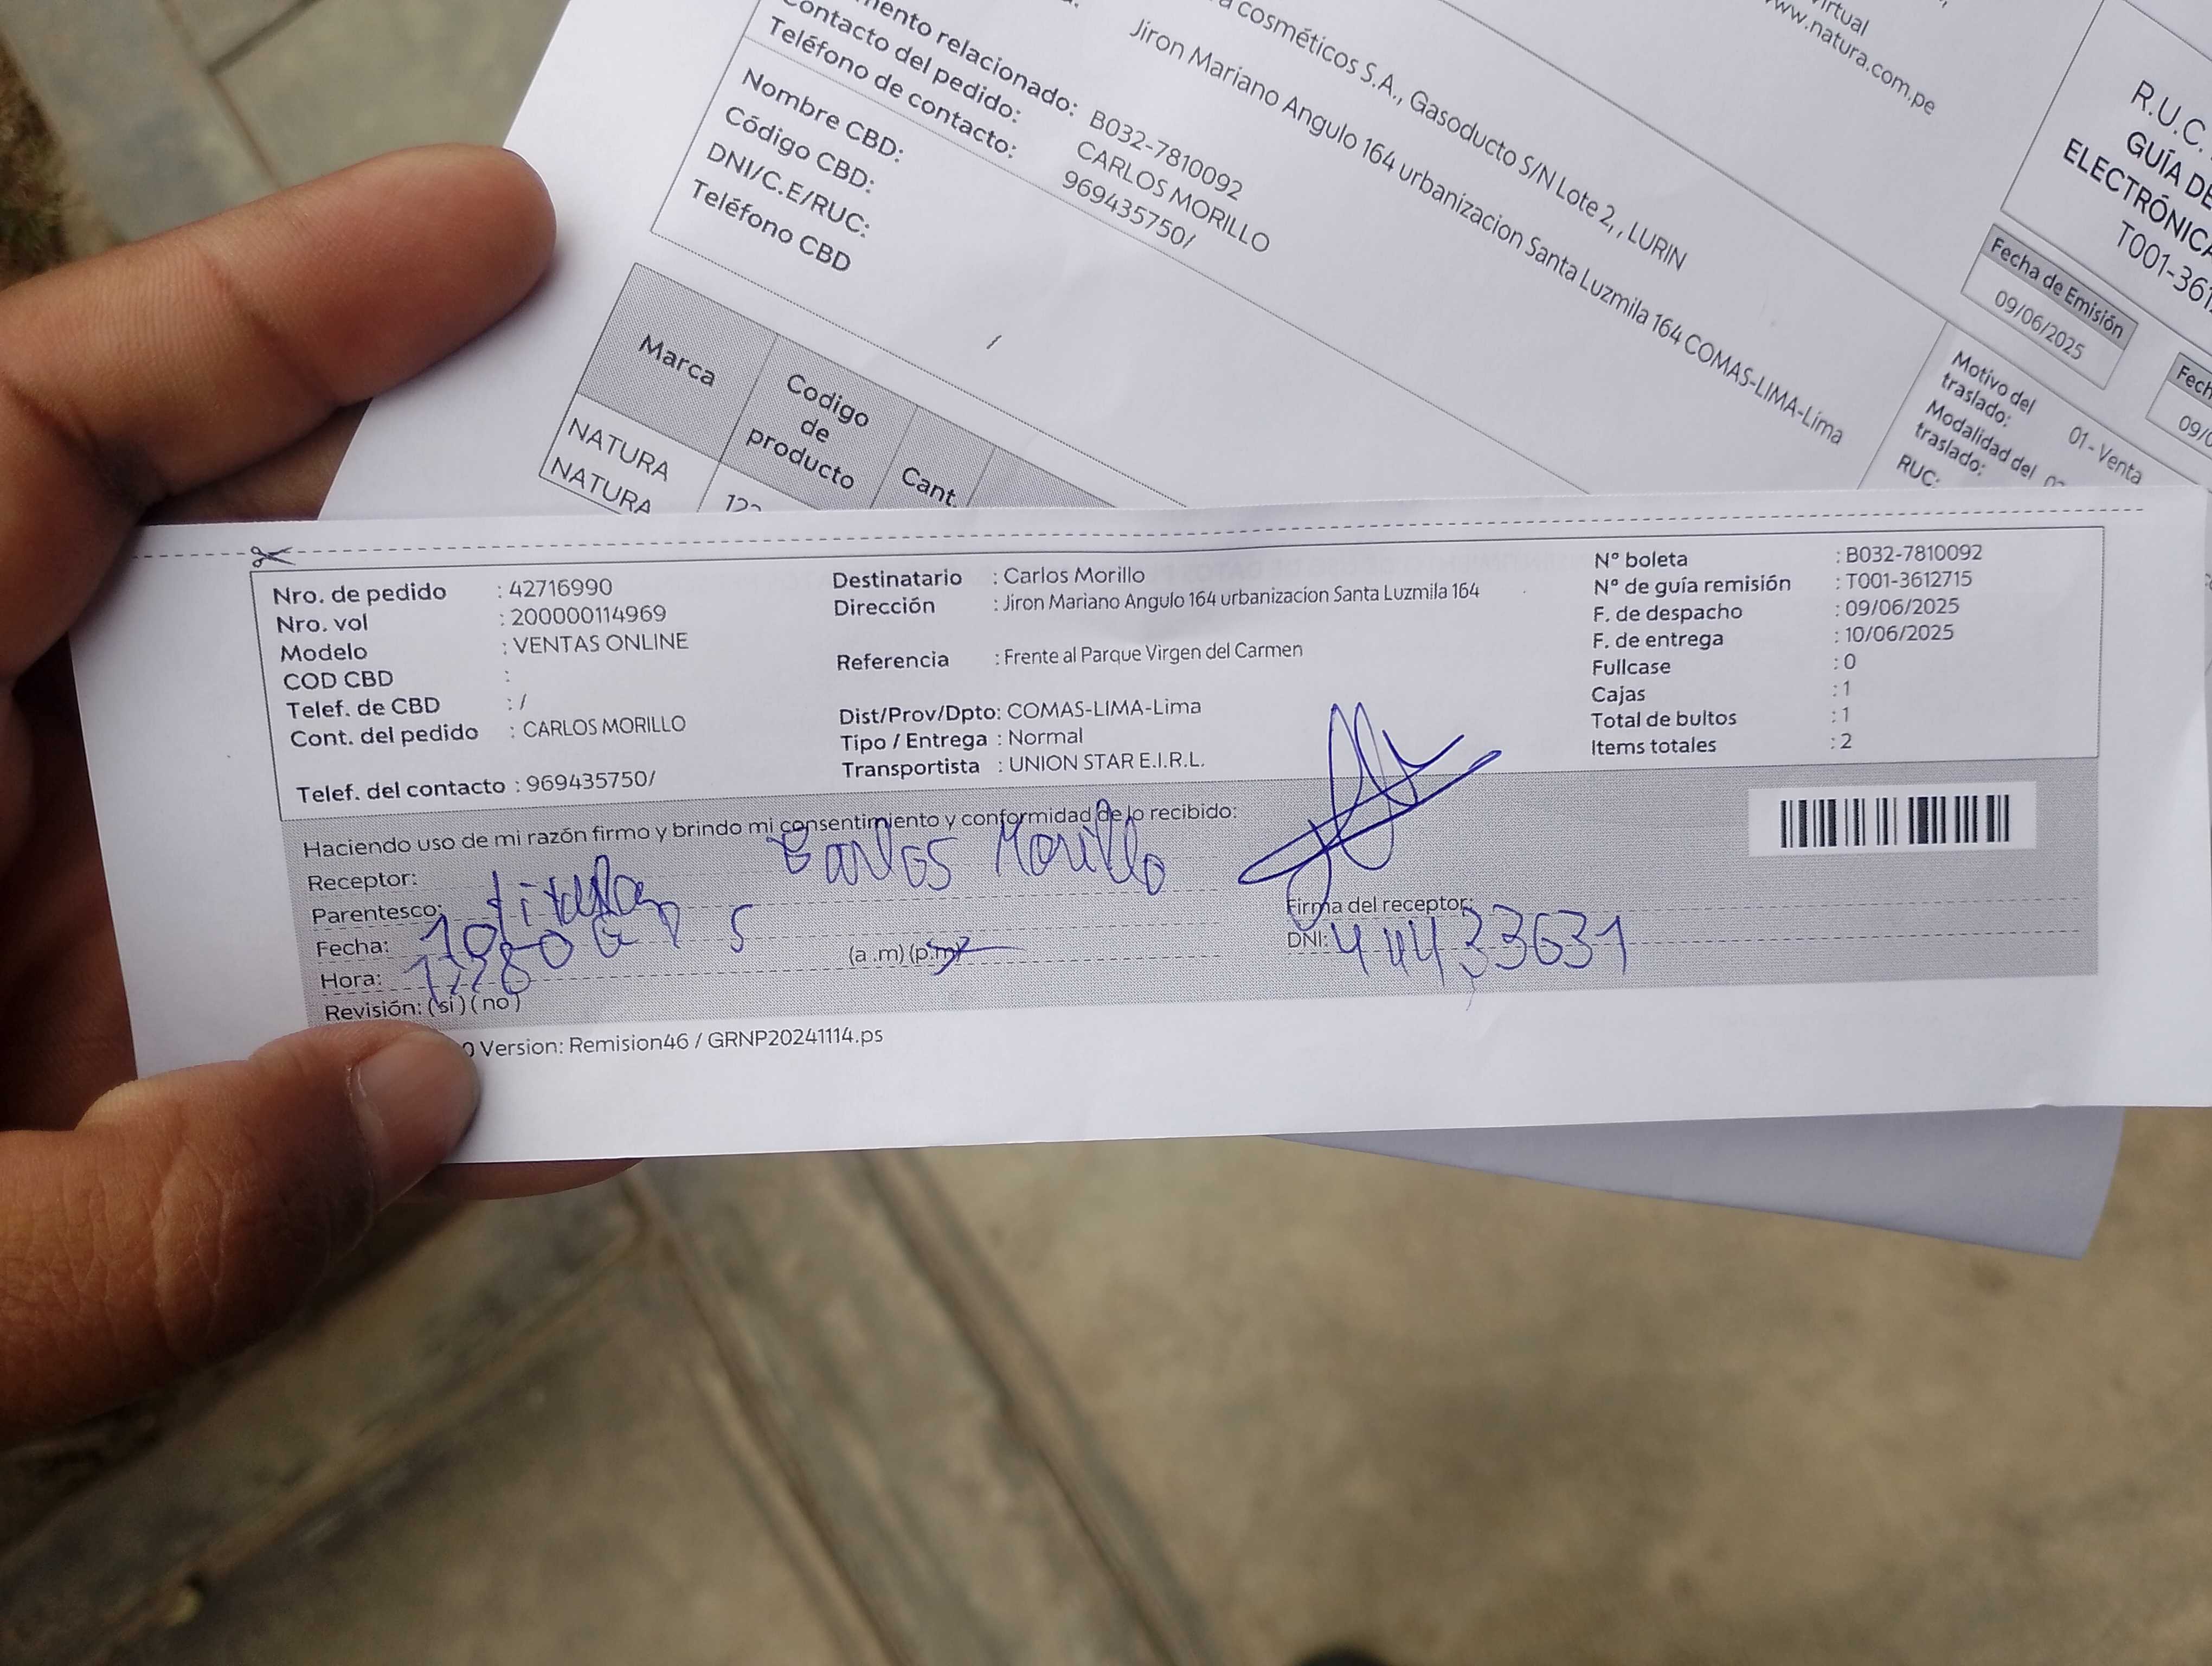 virtual
www.natura.com.pe
cosméticos S.A., Gasoducto S/N Lote 2, , LURIN
Jiron Mariano Angulo 164 urbanizacion Santa Luzmila 164 COMAS-LIMA-Lima
relacionado: B032-7810092
Contacto del pedido: CARLOS MORILLO
Teléfono de contacto: 969435750/
Nombre CBD:
Código CBD:
DNI/C.E/RUC:
Teléfono CBD
/
R.U.C.
GUÍA DE
ELECTRÓNICA
T001-361
Fecha de Emisión
09/06/2025
Motivo del traslado: 01 - Venta
Modalidad del traslado:
RUC:
Marca Codigo de producto Cant.
NATURA
NATURA
Nro. de pedido : 42716990
Nro. vol : 200000114969
Modelo : VENTAS ONLINE
COD CBD :
Telef. de CBD : /
Cont. del pedido : CARLOS MORILLO
Telef. del contacto : 969435750/
Destinatario : Carlos Morillo
Dirección : Jiron Mariano Angulo 164 urbanizacion Santa Luzmila 164
Referencia : Frente al Parque Virgen del Carmen
Dist/Prov/Dpto: COMAS-LIMA-Lima
Tipo / Entrega : Normal
Transportista : UNION STAR E.I.R.L.
N° boleta : B032-7810092
N° de guía remisión : T001-3612715
F. de despacho : 09/06/2025
F. de entrega : 10/06/2025
Fullcase : 0
Cajas : 1
Total de bultos : 1
Items totales : 2
Haciendo uso de mi razón firmo y brindo mi consentimiento y conformidad de lo recibido:
Receptor: Carlos Morillo
Parentesco: titular
Fecha:
Hora: (a .m) (p.m)
Revisión: (si) (no)
Firma del receptor:
DNI: 44433631
Version: Remision46 / GRNP20241114.ps